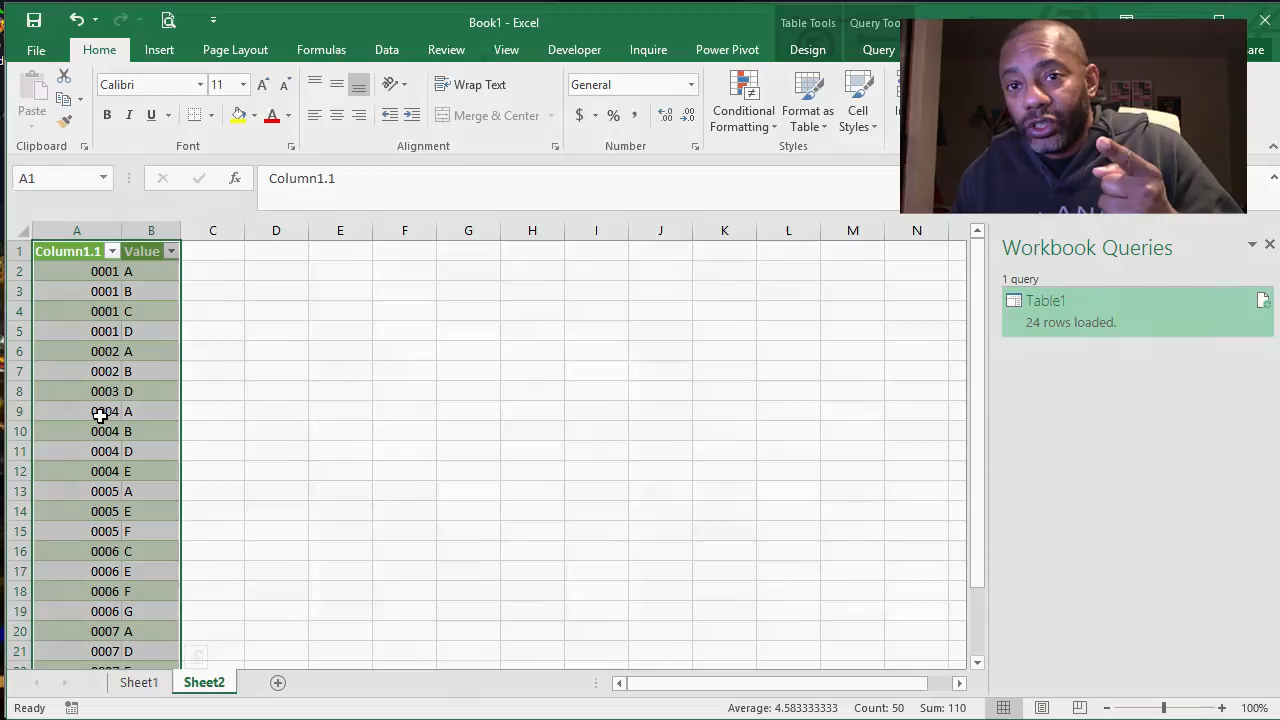 Book1 - Excel
Table Tools
Query Tools
File
Home
Insert
Page Layout
Formulas
Data
Review
View
Developer
Inquire
Power Pivot
Design
Query
Paste
Calibri
11
B I U
A
Wrap Text
Merge & Center
General
$ % ,
Conditional
Formatting
Format as
Table
Cell
Styles
Clipboard
Font
Alignment
Number
Styles
A1
fx
Column1.1
A B C D E F G H I J K L M N
1 Column1.1 Value
2 0001 A
3 0001 B
4 0001 C
5 0001 D
6 0002 A
7 0002 B
8 0003 D
9 0004 A
10 0004 B
11 0004 D
12 0004 E
13 0005 A
14 0005 E
15 0005 F
16 0006 C
17 0006 E
18 0006 F
19 0006 G
20 0007 A
21 0007 D
Workbook Queries
1 query
Table1
24 rows loaded.
Sheet1
Sheet2
Ready
Average: 4.583333333
Count: 50
Sum: 110
100%